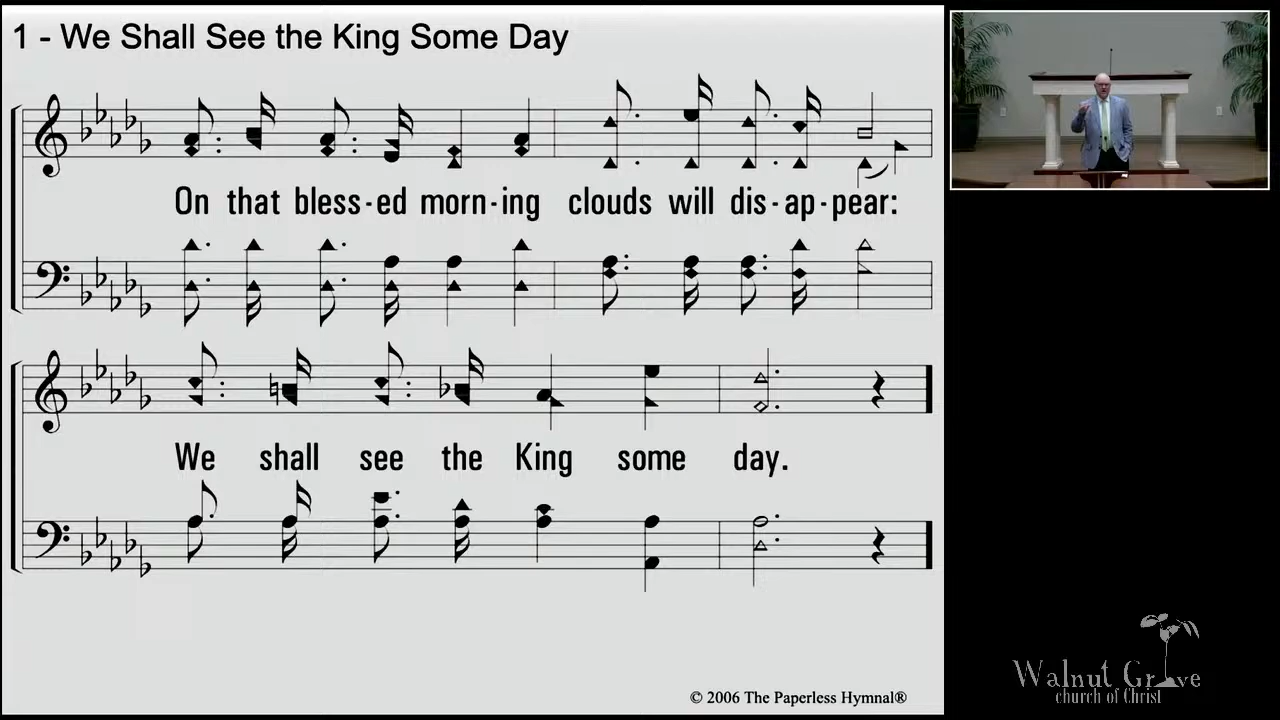 1 - We Shall See the King Some Day
On that bless-ed morn-ing clouds will dis-ap-pear:
We shall see the King some day.
© 2006 The Paperless Hymnal®
Walnut Grove
church of Christ